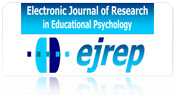 Electronic Journal of Research
in Educational Psychology
ejrep